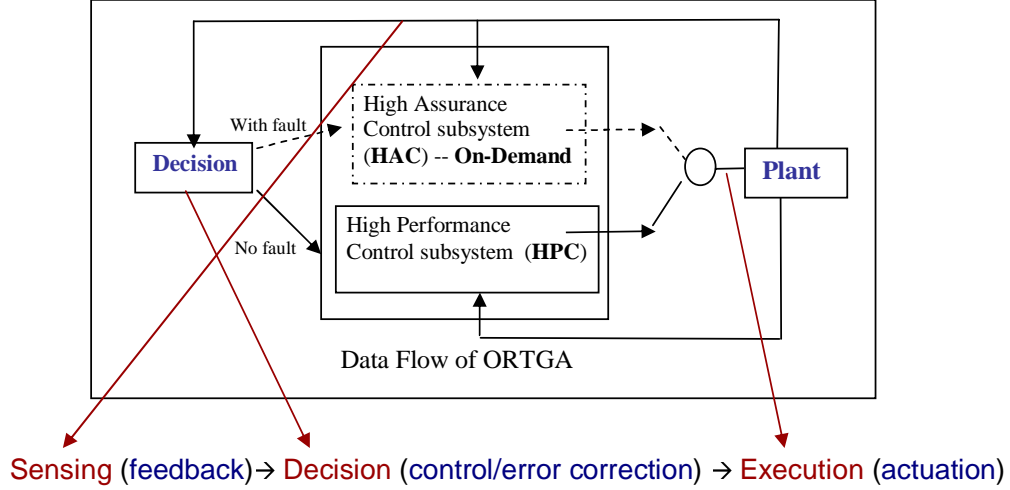 High Assurance
Control subsystem
(HAC) -- On-Demand
With fault
Decision
Plant
High Performance
Control subsystem (HPC)
No fault
Data Flow of ORTGA
Sensing (feedback)→ Decision (control/error correction) → Execution (actuation)